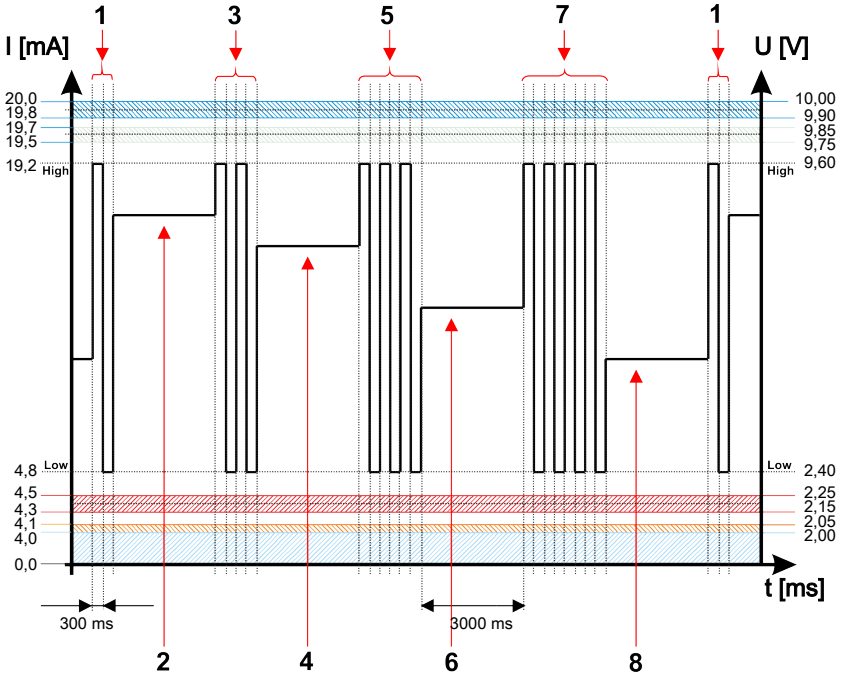 1 3 5 7 1
I [mA] U [V]
20,0 10,00
19,8 9,90
19,7 9,85
19,5 9,75
19,2 9,60
High High
Low Low
4,8 2,40
4,5 2,25
4,3 2,15
4,1 2,05
4,0 2,00
0,0
t [ms]
300 ms 3000 ms
2 4 6 8